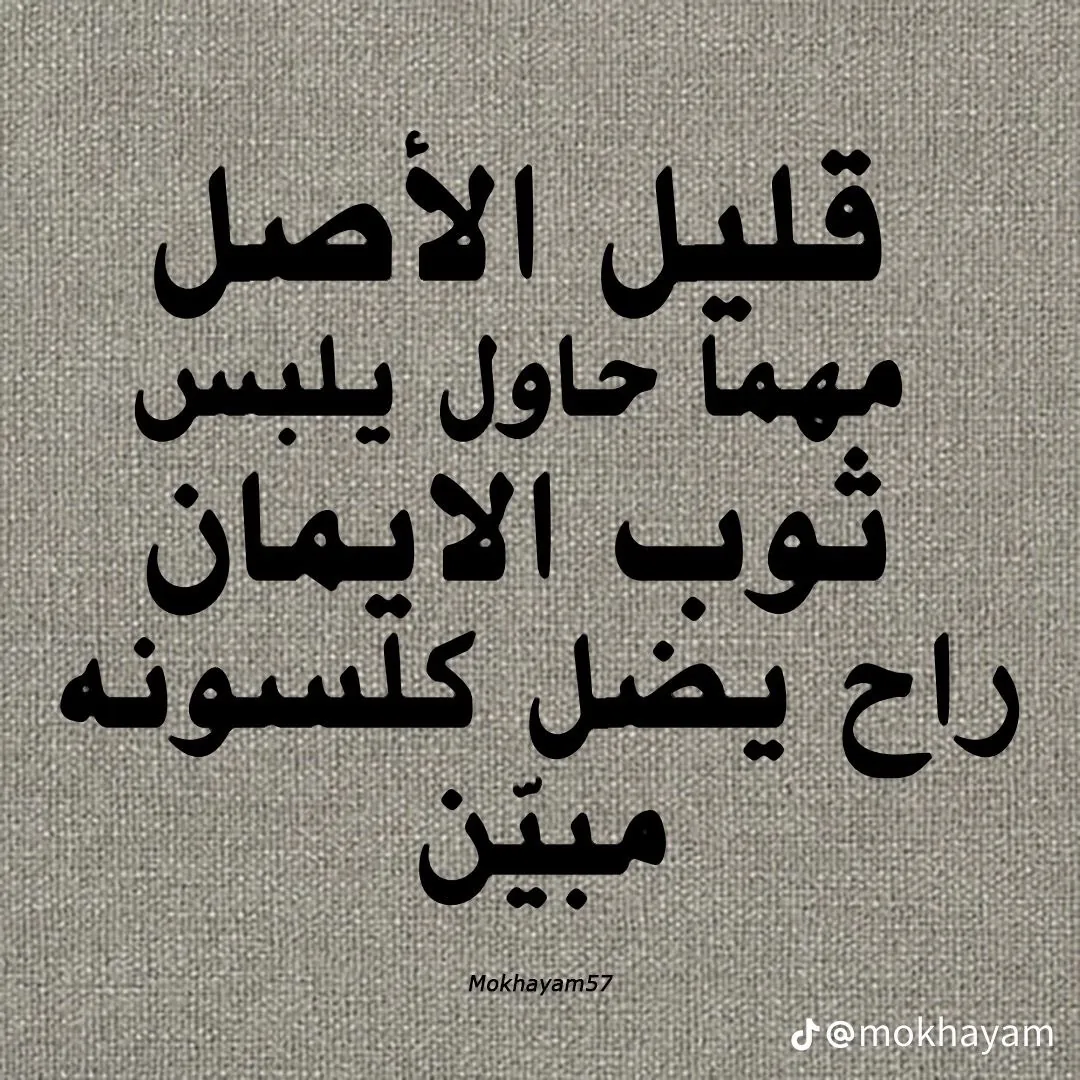 قليل الأصل
مهما حاول يلبس
ثوب الايمان
راح يضل كلسونه
مبيّن
Mokhayam57
@mokhayam